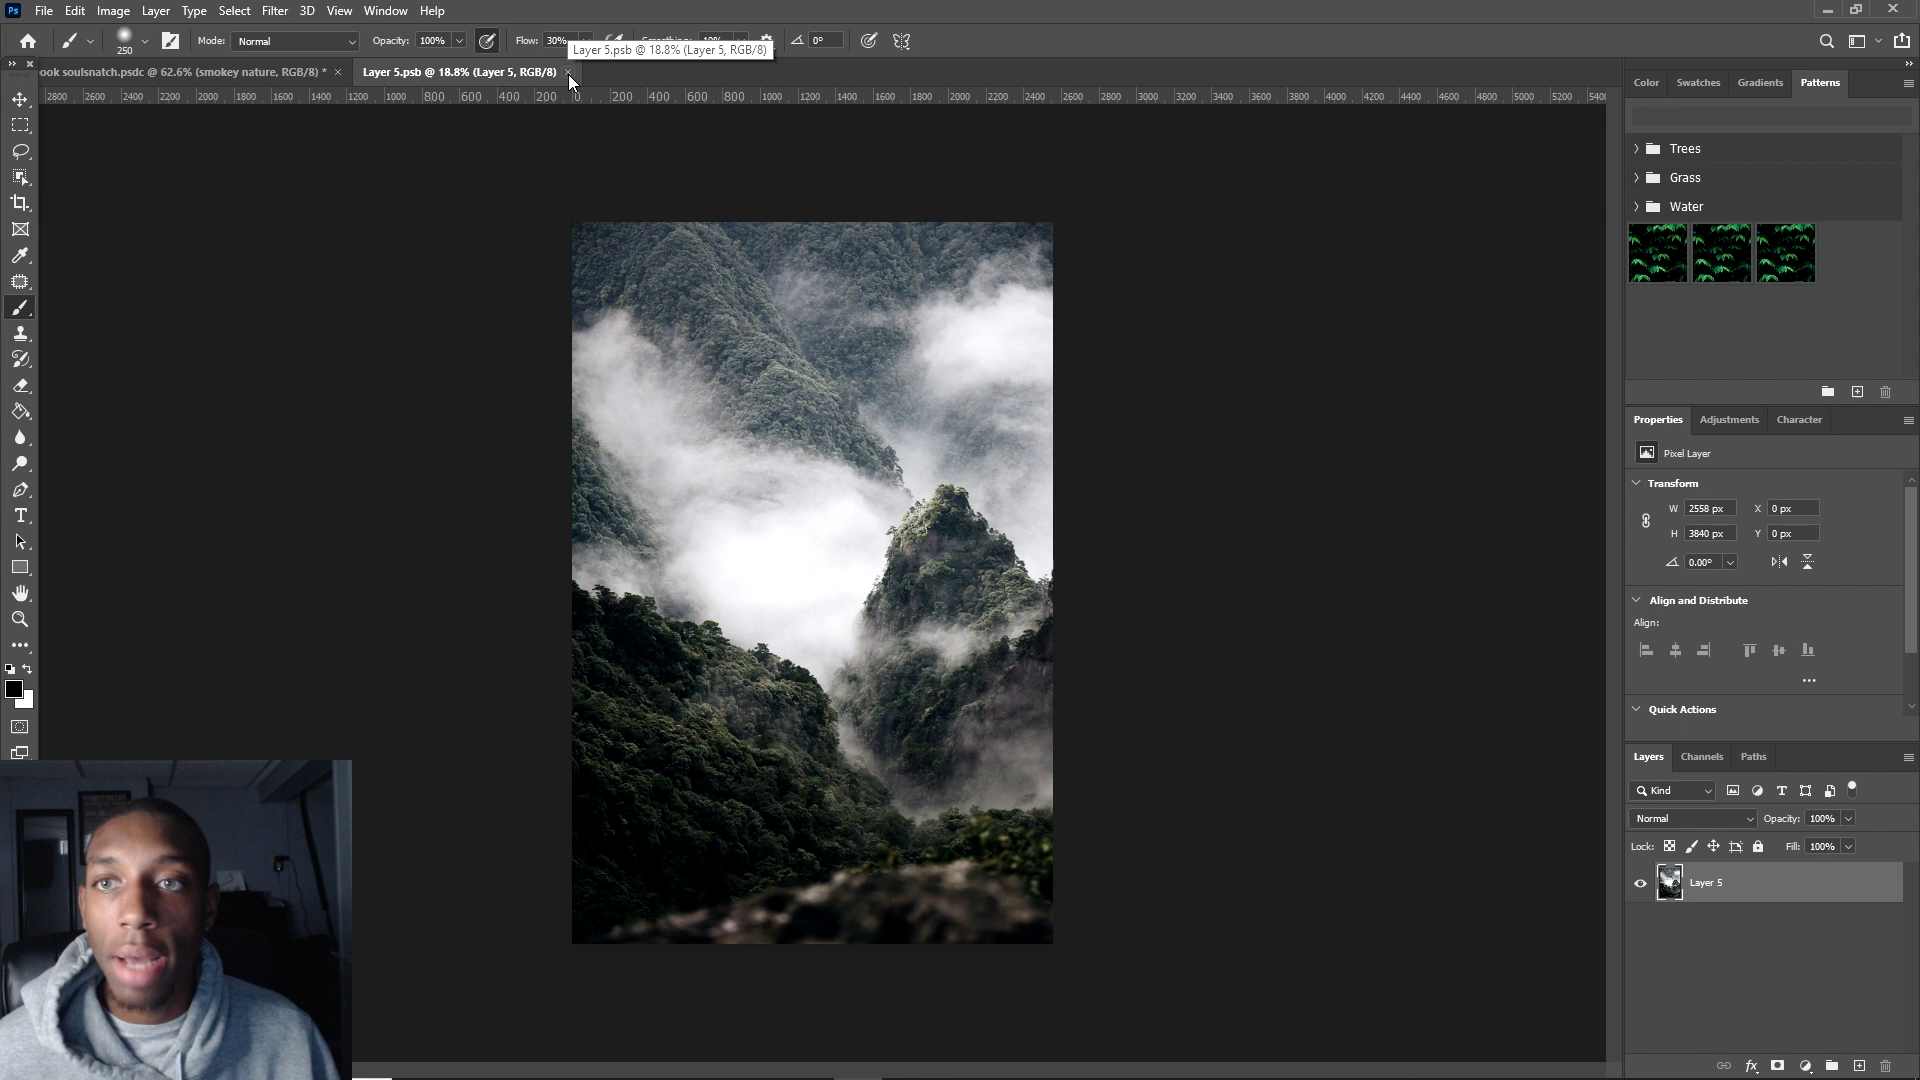 Ps File Edit Image Layer Type Select Filter 3D View Window Help
250 Mode: Normal Opacity: 100% Flow: 30% 0°
Layer 5.psb @ 18.8% (Layer 5, RGB/8)
ook soulsnatch.psdc @ 62.6% (smokey nature, RGB/8) * × Layer 5.psb @ 18.8% (Layer 5, RGB/8) ×
2800 2600 2400 2200 2000 1800 1600 1400 1200 1000 800 600 400 200 0 200 400 600 800 1000 1200 1400 1600 1800 2000 2200 2400 2600 2800 3000 3200 3400 3600 3800 4000 4200 4400 4600 4800 5000 5200 5400
Color Swatches Gradients Patterns
Trees
Grass
Water
Properties Adjustments Character
Pixel Layer
Transform
W 2558 px X 0 px
H 3840 px Y 0 px
0.00°
Align and Distribute
Align:
Quick Actions
Layers Channels Paths
Kind
Normal Opacity: 100%
Lock: Fill: 100%
Layer 5